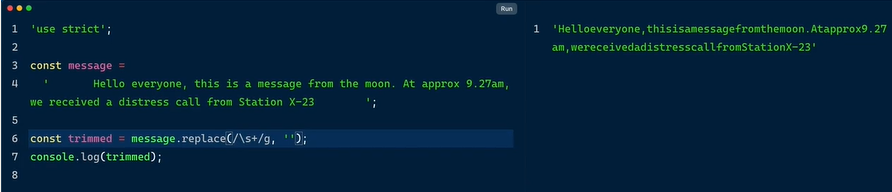 Run
1 'use strict';
2
3 const message =
4 '       Hello everyone, this is a message from the moon. At approx 9.27am,
we received a distress call from Station X-23        ';
5
6 const trimmed = message.replace(/\s+/g, '');
7 console.log(trimmed);
8
1 'Helloeveryone,thisisamessagefromthemoon.Atapprox9.27
am,wereceivedadistresscallfromStationX-23'